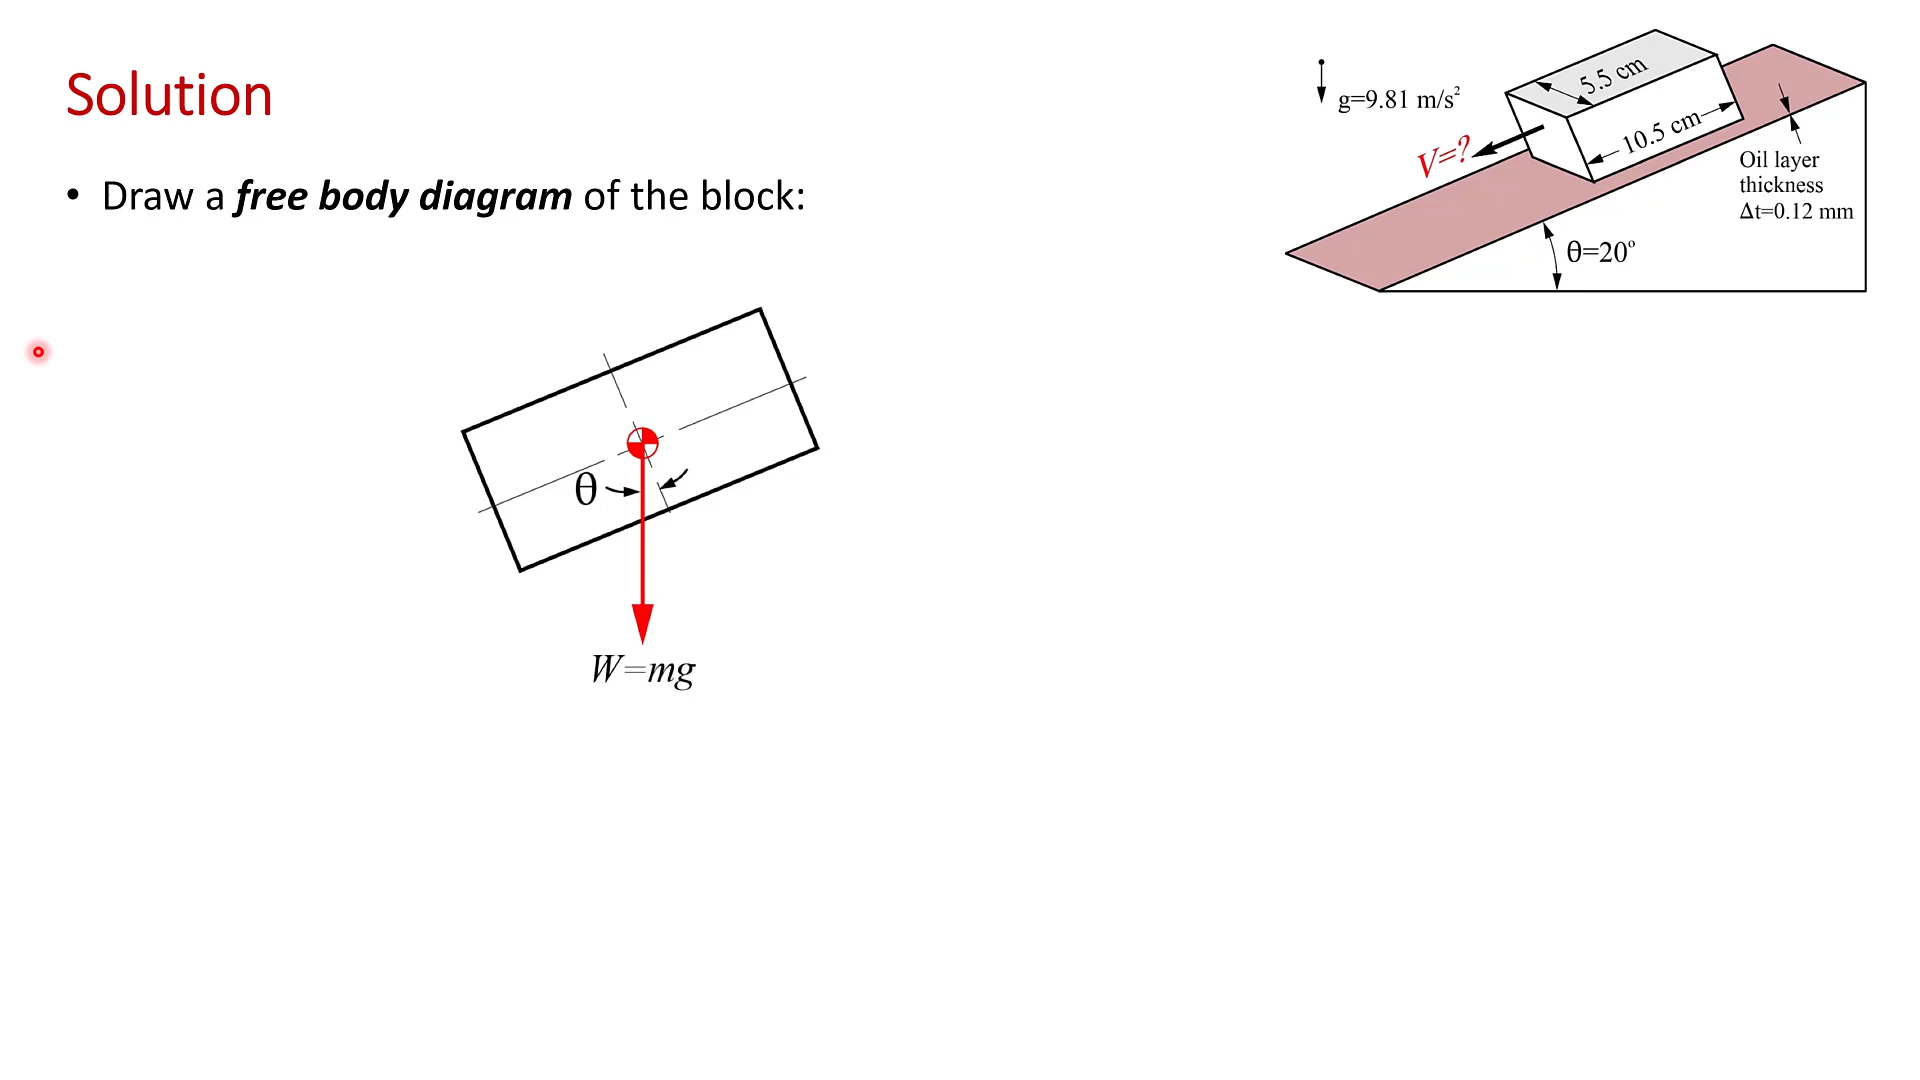 Solution
• Draw a free body diagram of the block:
g=9.81 m/s²
5.5 cm
10.5 cm
V=?
Oil layer
thickness
Δt=0.12 mm
θ=20º
θ
W=mg